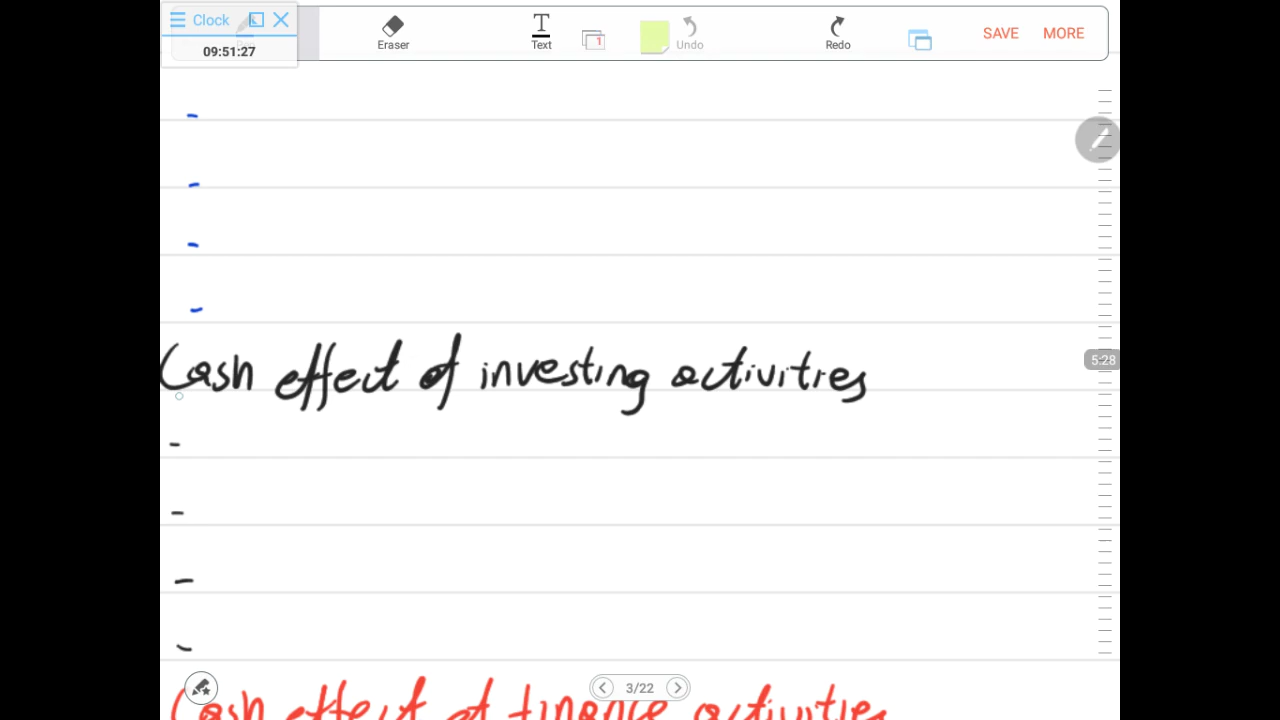 Clock
09:51:27
Eraser
Text
1
Undo
Redo
SAVE
MORE
-
-
-
-
5:28
Cash effect of investing activities
-
-
-
-
3/22
Cash effect of finance activities